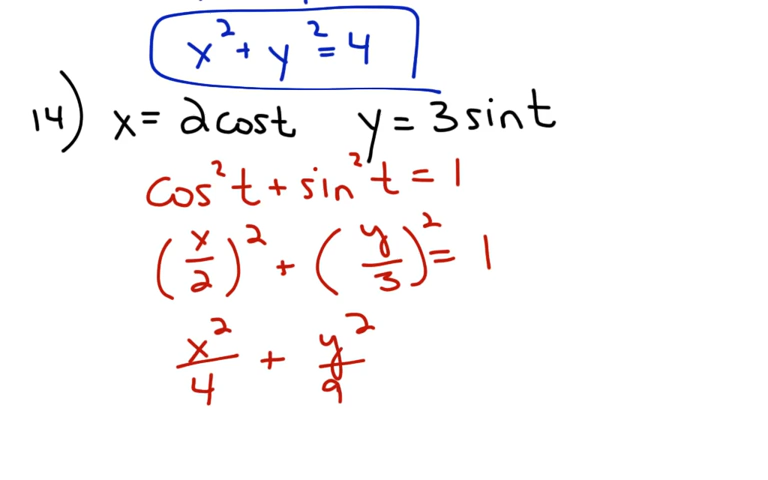 x² + y² = 4
14) x = 2cost y = 3sint
cos²t + sin²t = 1
(x/2)² + (y/3)² = 1
x²/4 + y²/9